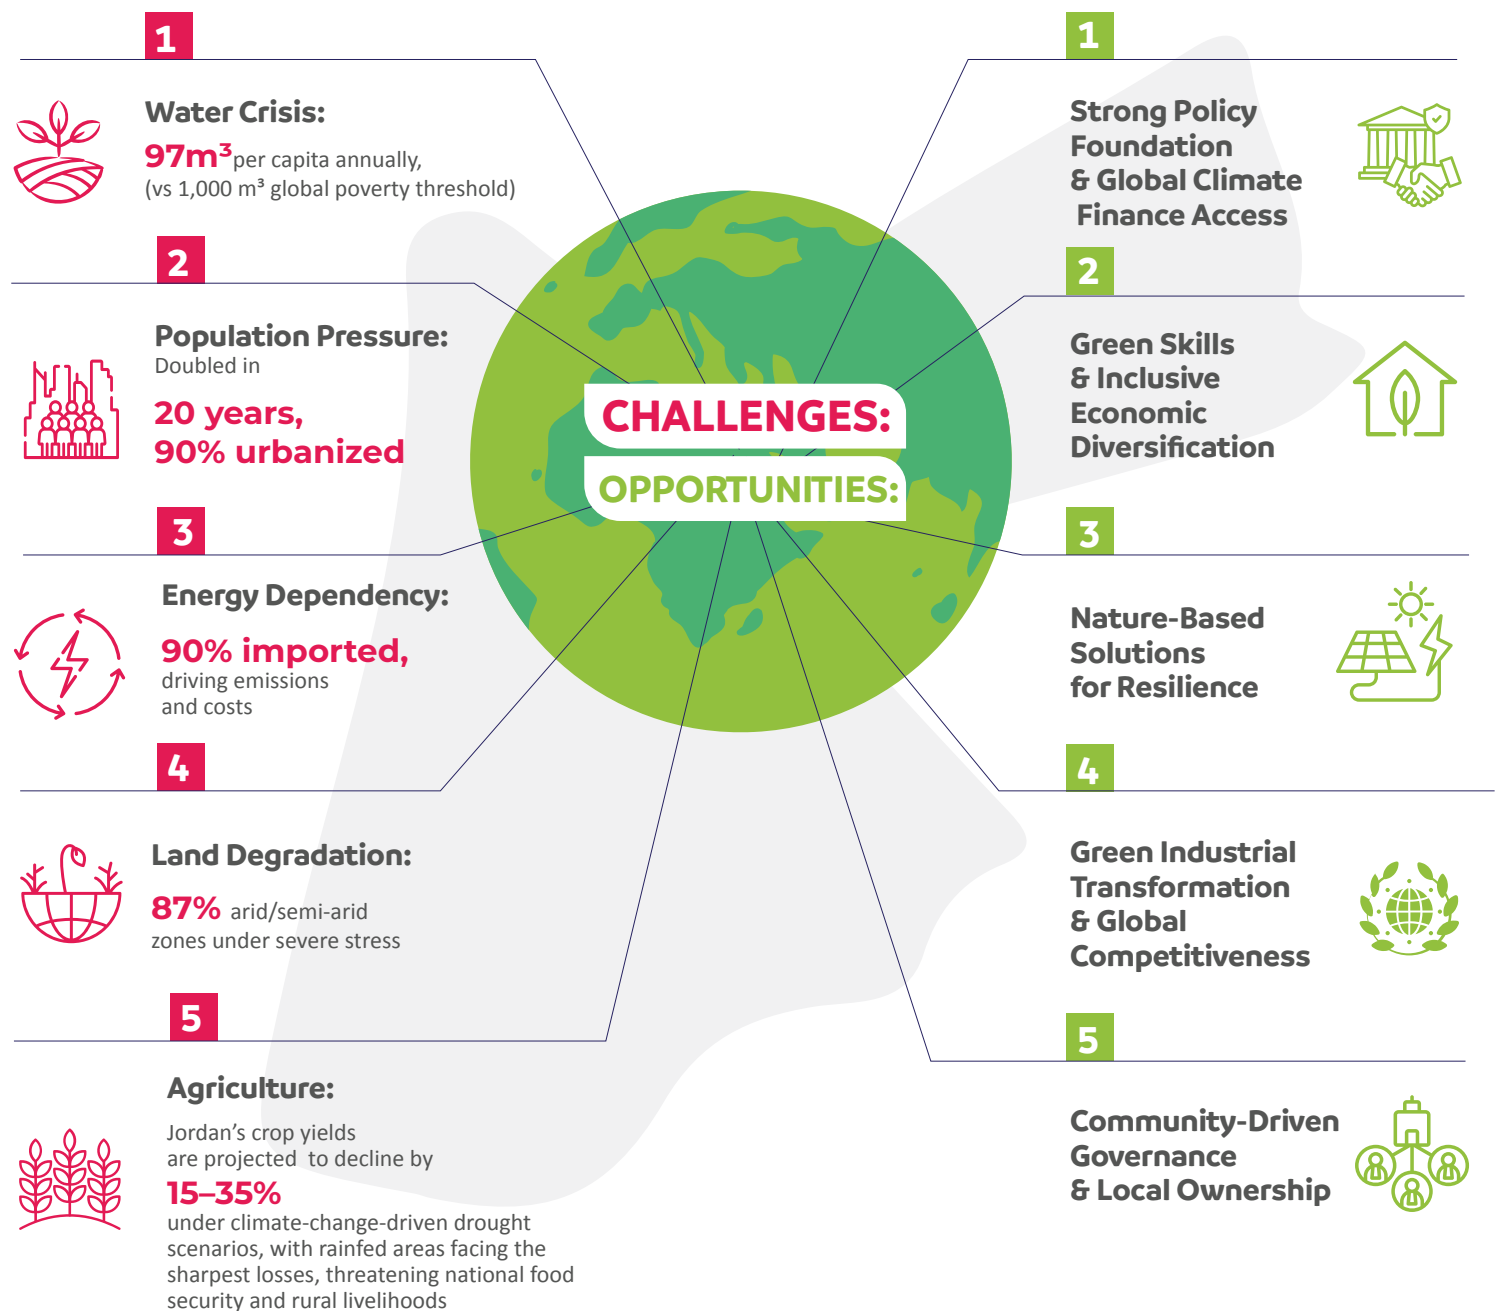 CHALLENGES:
1
Water Crisis:
97m³ per capita annually,
(vs 1,000 m³ global poverty threshold)
2
Population Pressure:
Doubled in
20 years,
90% urbanized
3
Energy Dependency:
90% imported,
driving emissions
and costs
4
Land Degradation:
87% arid/semi-arid
zones under severe stress
5
Agriculture:
Jordan’s crop yields
are projected to decline by
15–35%
under climate-change-driven drought
scenarios, with rainfed areas facing the
sharpest losses, threatening national food
security and rural livelihoods
OPPORTUNITIES:
1
Strong Policy
Foundation
& Global Climate
Finance Access
2
Green Skills
& Inclusive
Economic
Diversification
3
Nature-Based
Solutions
for Resilience
4
Green Industrial
Transformation
& Global
Competitiveness
5
Community-Driven
Governance
& Local Ownership